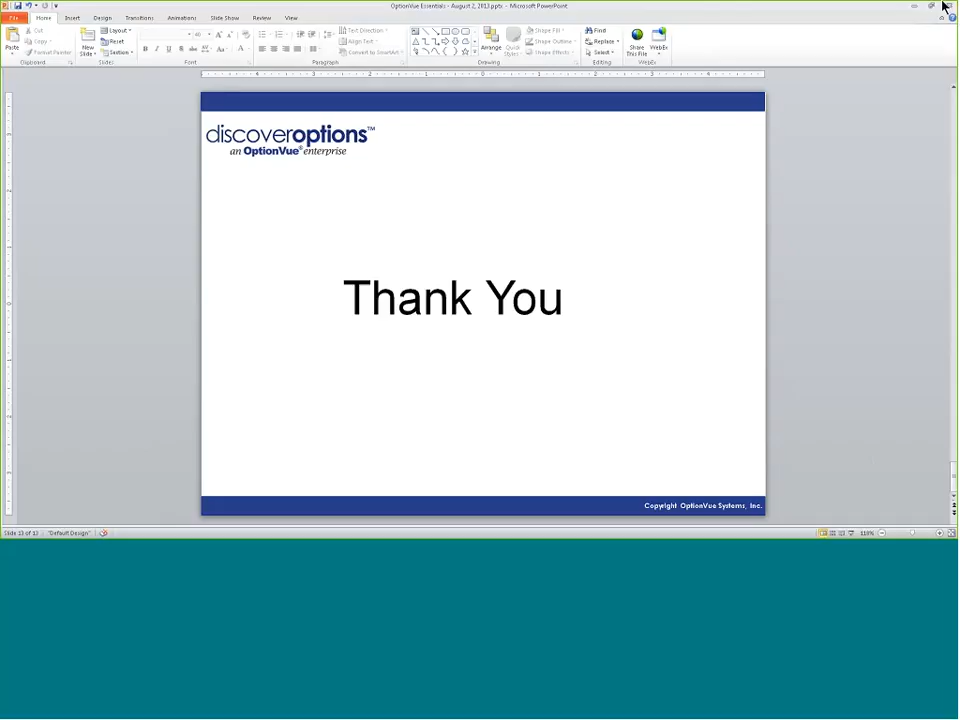 OptionVue Essentials - August 2, 2013.pptx - Microsoft PowerPoint
File Home Insert Design Transitions Animations Slide Show Review View
Paste
Cut
Copy
Format Painter
Clipboard
New Slide
Layout
Reset
Section
Slides
Font
Text Direction
Align Text
Convert to SmartArt
Paragraph
Arrange
Quick Styles
Shape Fill
Shape Outline
Shape Effects
Drawing
Find
Replace
Select
Editing
Share This File
WebEx
WebEx
discoveroptions™
an OptionVue® enterprise
Thank You
Copyright OptionVue Systems, Inc.
Slide 13 of 13 "Default Design" 118%